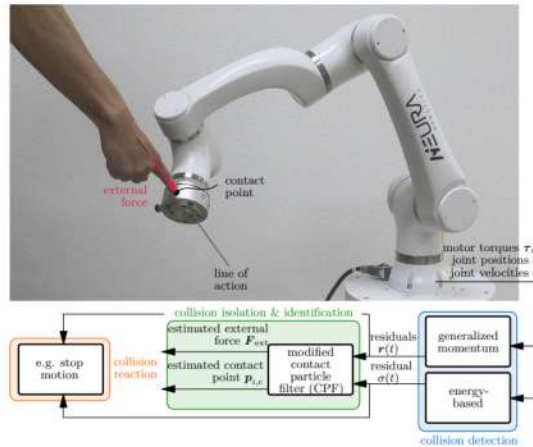 NEURA
external
force
contact
point
line of
action
motor torques τ
joint positions
joint velocities
collision isolation & identification
e.g. stop
motion
collision
reaction
estimated external
force F_ext
estimated contact
point p_i,c
modified
contact
particle
filter (CPF)
residuals
r(t)
residual
σ(t)
generalized
momentum
energy-
based
collision detection